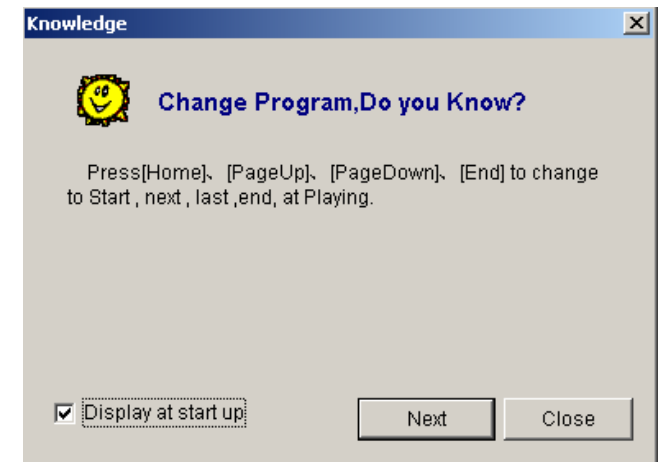 Knowledge
Change Program,Do you Know?
Press[Home]、[PageUp]、[PageDown]、[End] to change
to Start , next , last ,end, at Playing.
Display at start up
Next
Close